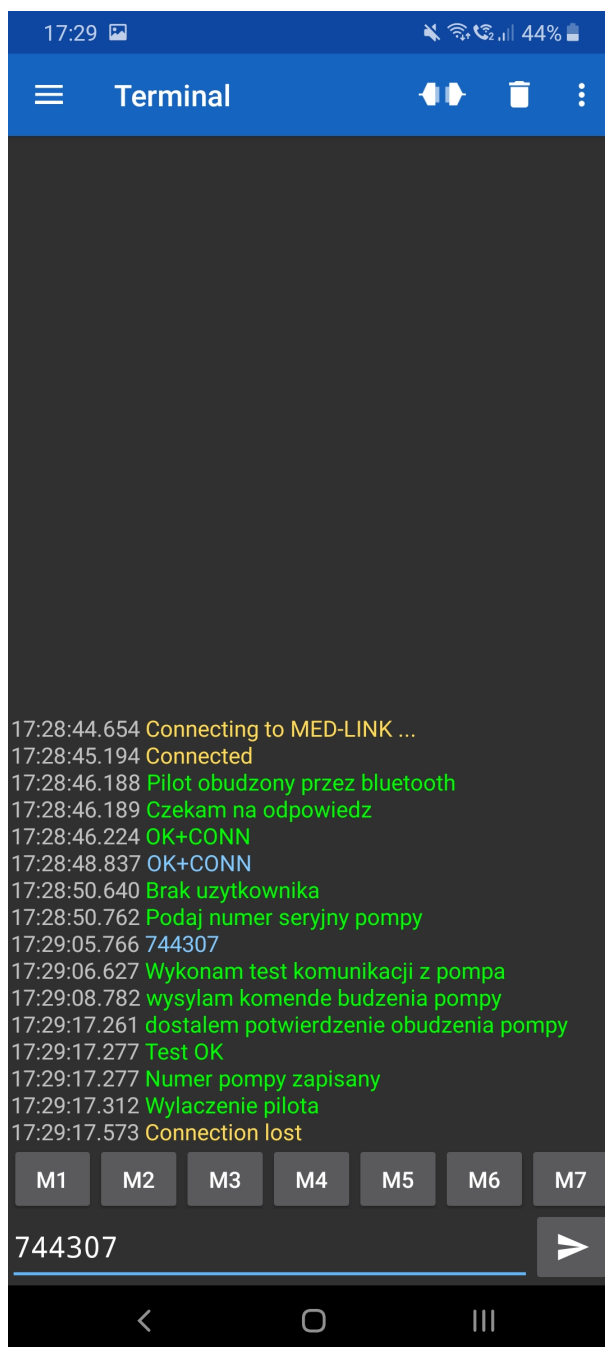 17:29 44%
Terminal
17:28:44.654 Connecting to MED-LINK ...
17:28:45.194 Connected
17:28:46.188 Pilot obudzony przez bluetooth
17:28:46.189 Czekam na odpowiedz
17:28:46.224 OK+CONN
17:28:48.837 OK+CONN
17:28:50.640 Brak uzytkownika
17:28:50.762 Podaj numer seryjny pompy
17:29:05.766 744307
17:29:06.627 Wykonam test komunikacji z pompa
17:29:08.782 wysylam komende budzenia pompy
17:29:17.261 dostalem potwierdzenie obudzenia pompy
17:29:17.277 Test OK
17:29:17.277 Numer pompy zapisany
17:29:17.312 Wylaczenie pilota
17:29:17.573 Connection lost
M1 M2 M3 M4 M5 M6 M7
744307